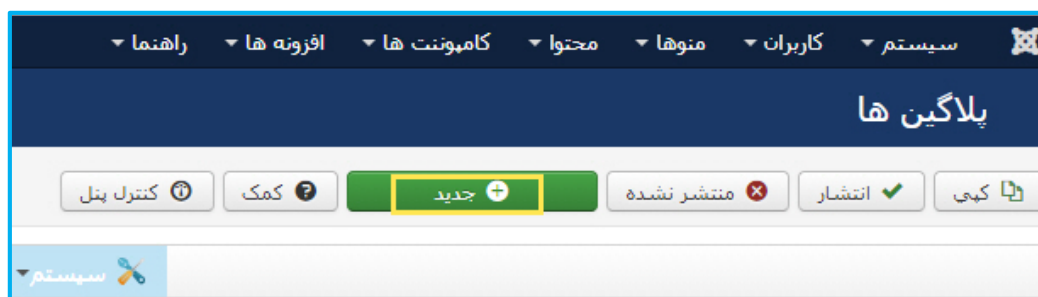 سیستم کاربران منوها محتوا کامپوننت ها افزونه ها راهنما
پلاگین ها
کپی انتشار منتشر نشده جدید کمک کنترل پنل
سیستم